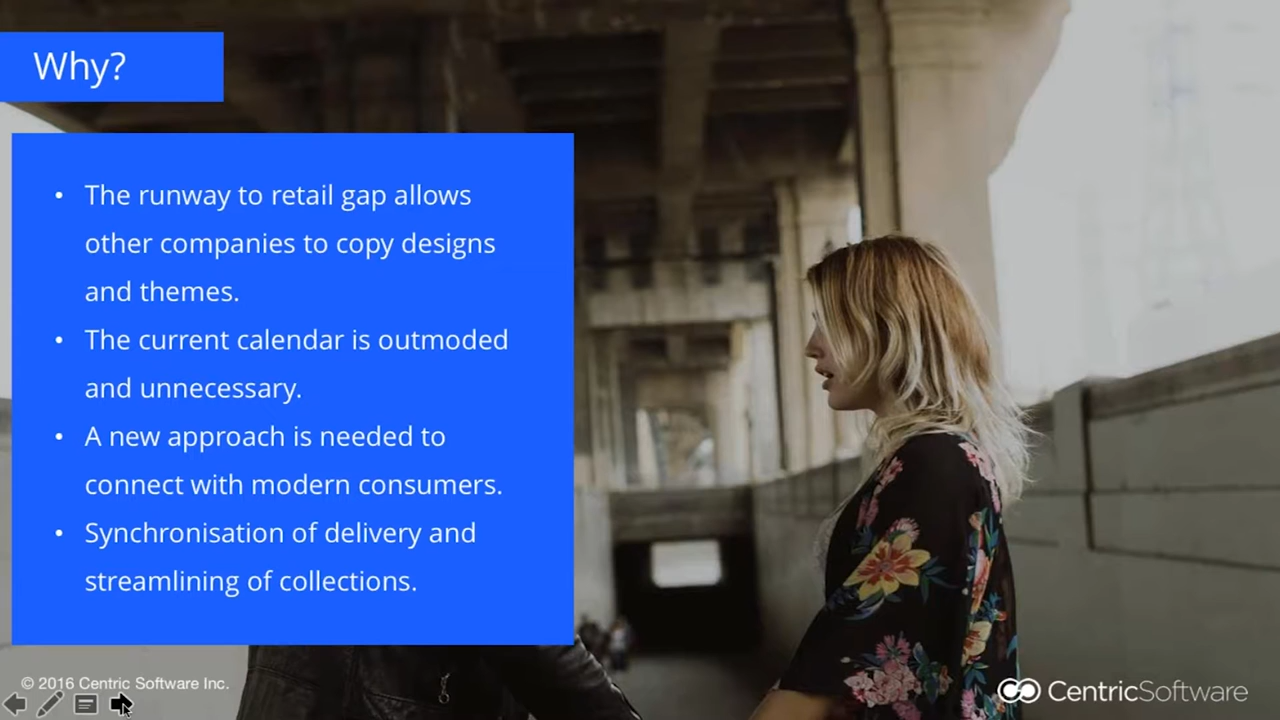 Why?
• The runway to retail gap allows
other companies to copy designs
and themes.
• The current calendar is outmoded
and unnecessary.
• A new approach is needed to
connect with modern consumers.
• Synchronisation of delivery and
streamlining of collections.
© 2016 Centric Software Inc.
CentricSoftware